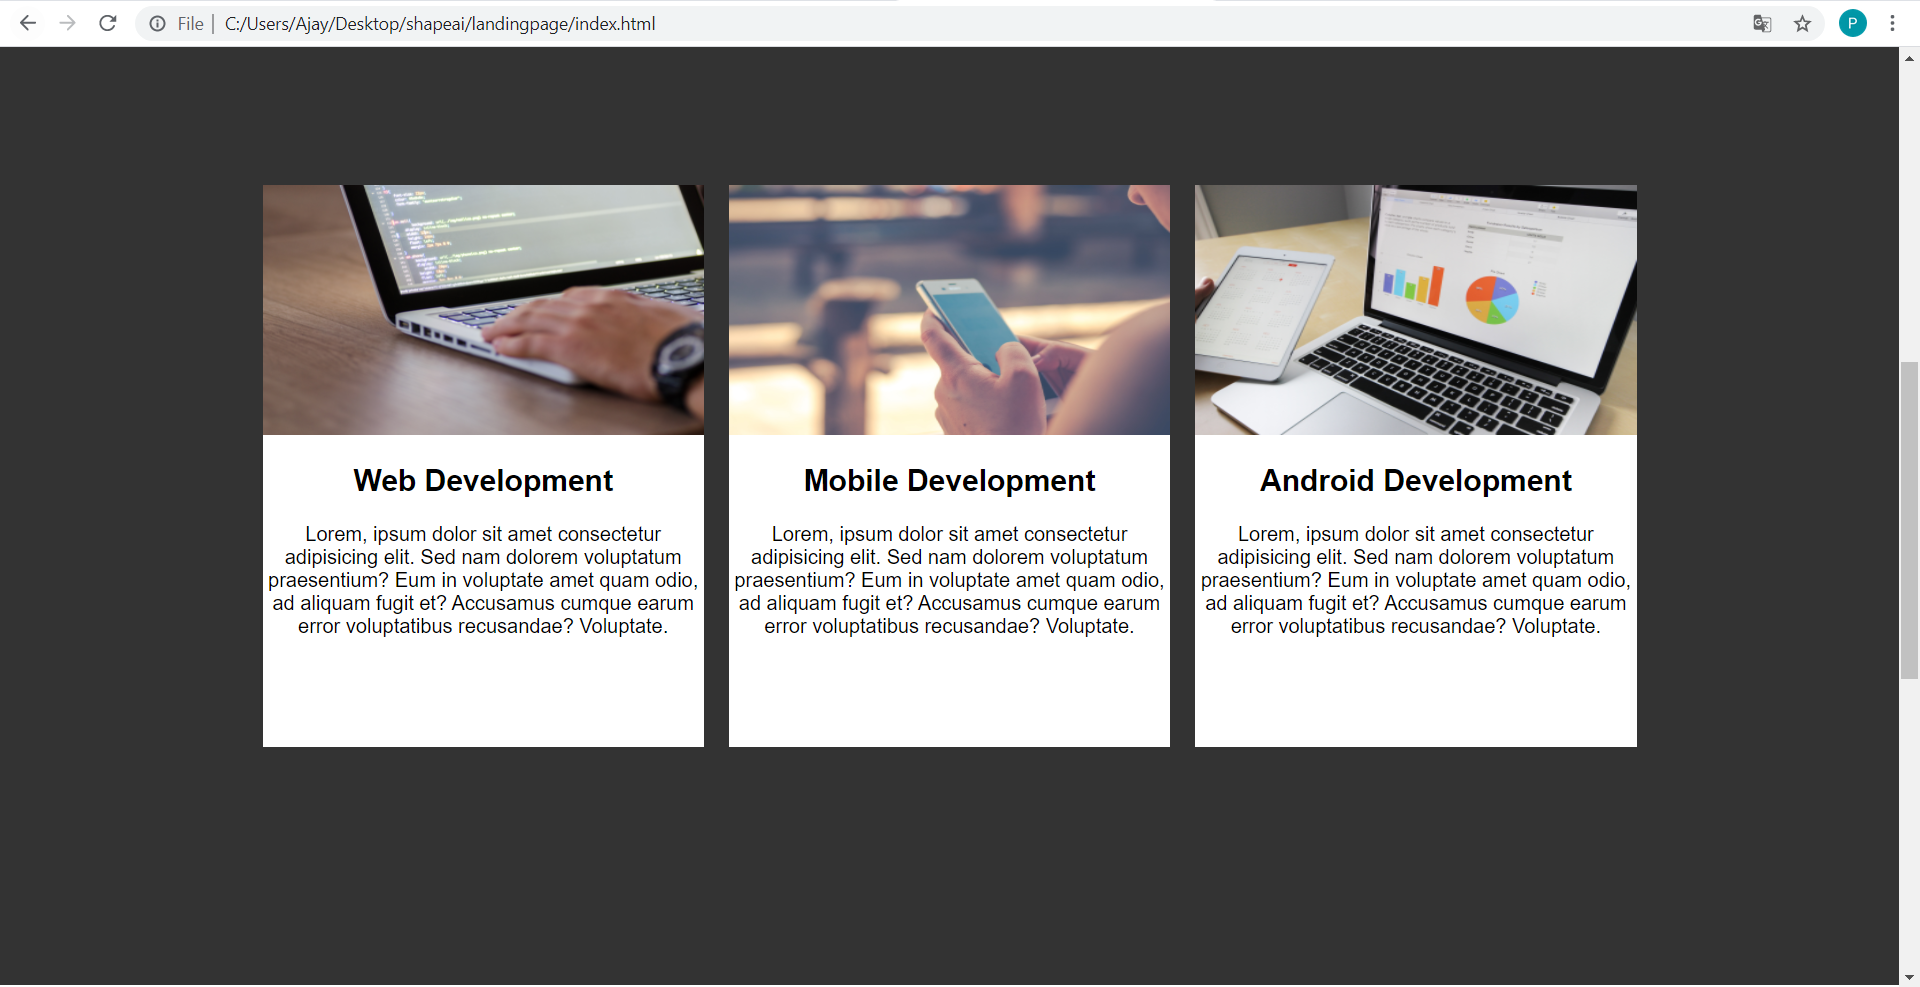 File | C:/Users/Ajay/Desktop/shapeai/landingpage/index.html
P
Web Development
Lorem, ipsum dolor sit amet consectetur
adipisicing elit. Sed nam dolorem voluptatum
praesentium? Eum in voluptate amet quam odio,
ad aliquam fugit et? Accusamus cumque earum
error voluptatibus recusandae? Voluptate.
Mobile Development
Lorem, ipsum dolor sit amet consectetur
adipisicing elit. Sed nam dolorem voluptatum
praesentium? Eum in voluptate amet quam odio,
ad aliquam fugit et? Accusamus cumque earum
error voluptatibus recusandae? Voluptate.
Android Development
Lorem, ipsum dolor sit amet consectetur
adipisicing elit. Sed nam dolorem voluptatum
praesentium? Eum in voluptate amet quam odio,
ad aliquam fugit et? Accusamus cumque earum
error voluptatibus recusandae? Voluptate.